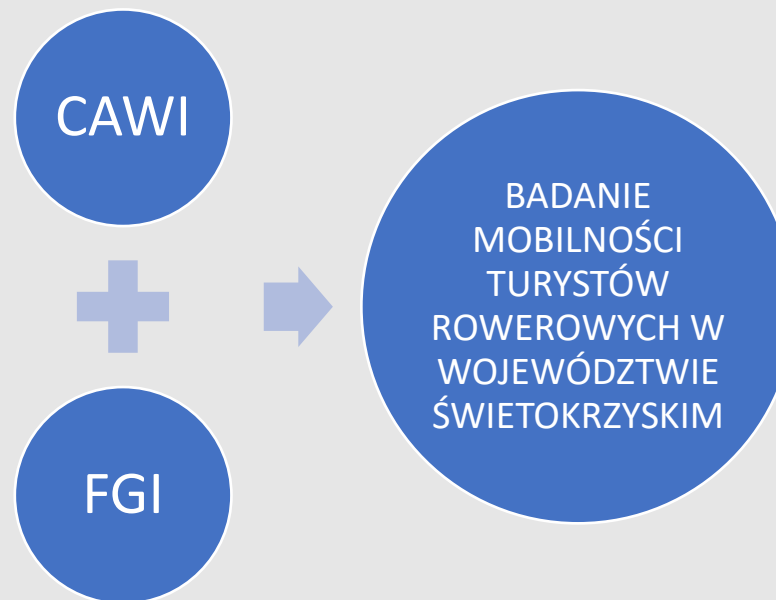 CAWI
FGI
BADANIE
MOBILNOŚCI
TURYSTÓW
ROWEROWYCH W
WOJEWÓDZTWIE
ŚWIETOKRZYSKIM